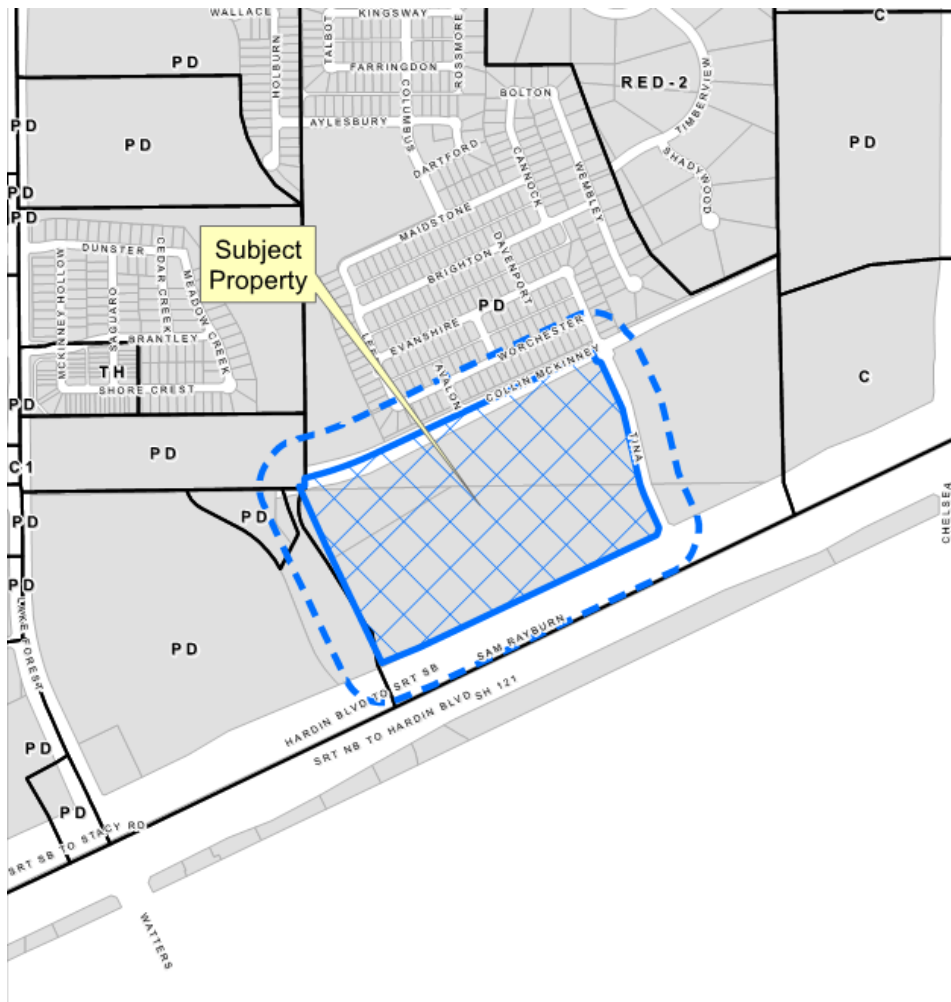 WALLACE
TALBOT
KINGSWAY
C
PD
HOLBURN
FARRINGDON
ROSSMORE
COLUMBUS
RED-2
TIMBERVIEW
BOLTON
PD
PD
AYLESBURY
DARTFORD
CANNOCK
WEMBLEY
SHADYWOOD
PD
PD
PD
MAIDSTONE
DUNSTER
CEDAR CREEK
MEADOW CREEK
Subject
Property
BRIGHTON
DAVENPORT
MCKINNEY HOLLOW
SAGUARO
PD
BRANTLEY
LEE
EVANSHIRE
WORCHESTER
TH
SHORE CREST
AVALON
COLLIN MCKINNEY
C
PD
PD
TINA
C1
PD
PD
CHELSEA
PD
LAKE FOREST
PD
SAM RAYBURN
HARDIN BLVD TO SRT SB
SH 121
SRT NB TO HARDIN BLVD
PD
PD
SRT SB TO STACY RD
WATTERS